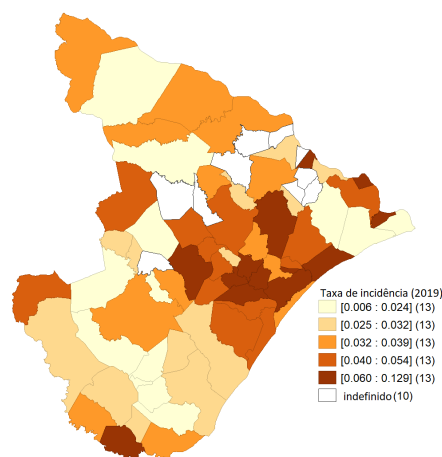 Taxa de incidência (2019)
[0.006 : 0.024] (13)
[0.025 : 0.032] (13)
[0.032 : 0.039] (13)
[0.040 : 0.054] (13)
[0.060 : 0.129] (13)
indefinido (10)